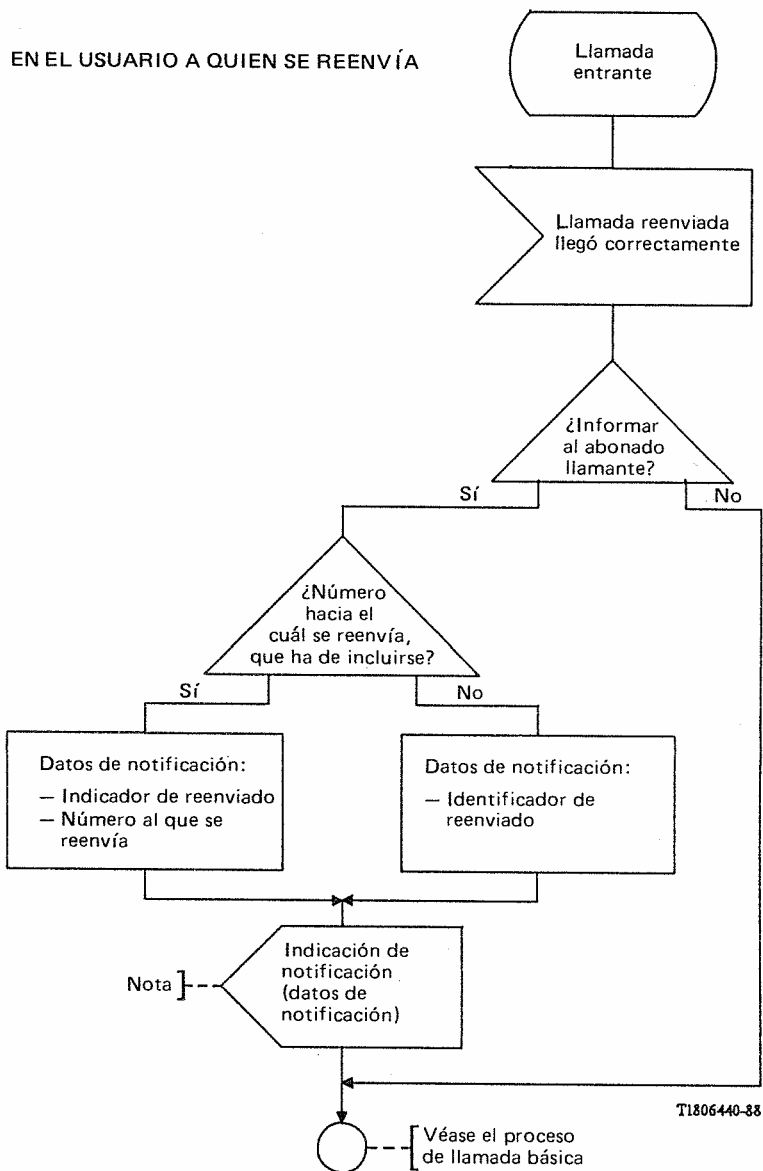 EN EL USUARIO A QUIEN SE REENVÍA
Llamada
entrante
Llamada reenviada
llegó correctamente
¿Informar
al abonado
llamante?
Sí
No
¿Número
hacia el
cuál se reenvía,
que ha de incluirse?
Sí
No
Datos de notificación:
— Indicador de reenviado
— Número al que se
reenvía
Datos de notificación:
— Identificador de
reenviado
Indicación de
notificación
(datos de
notificación)
Nota
T1806440-88
Véase el proceso
de llamada básica